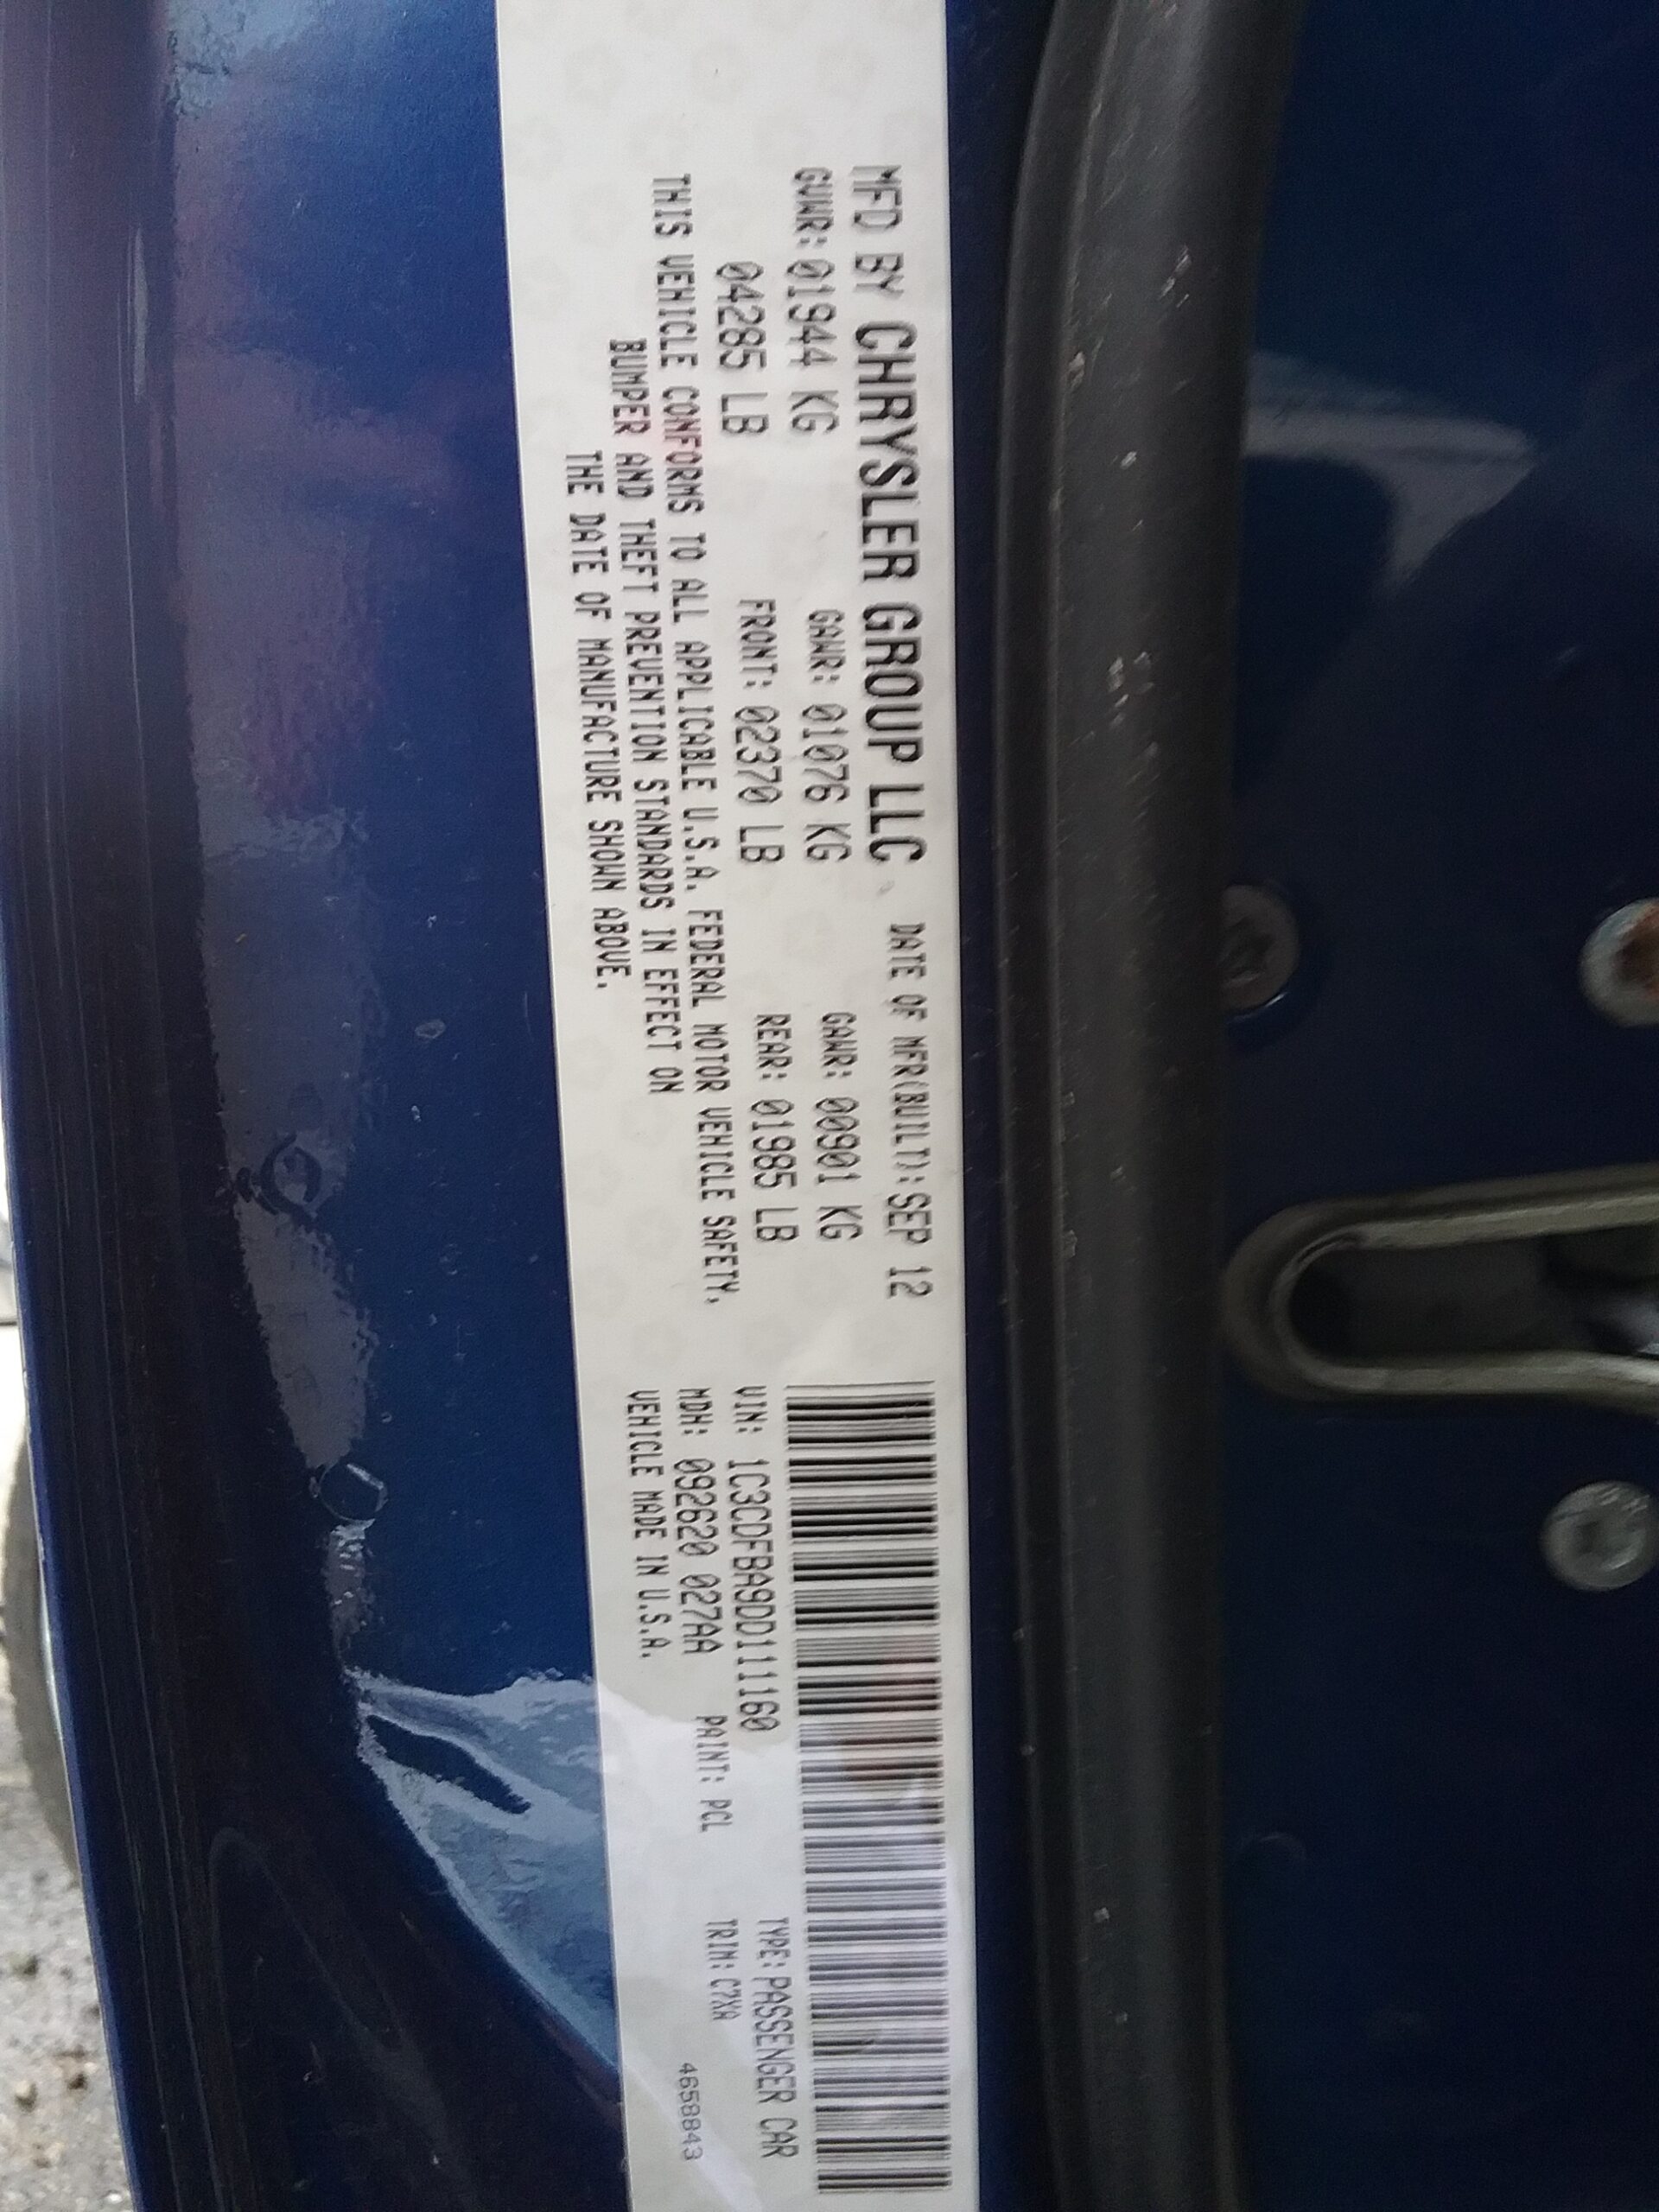 MFD BY CHRYSLER GROUP LLC DATE OF MFR(BUILT):SEP 12
GVWR:01944 KG GAWR: 01076 KG GAWR: 00901 KG
04285 LB FRONT: 02370 LB REAR: 01985 LB
THIS VEHICLE CONFORMS TO ALL APPLICABLE U.S.A. FEDERAL MOTOR VEHICLE SAFETY,
BUMPER AND THEFT PREVENTION STANDARDS IN EFFECT ON
THE DATE OF MANUFACTURE SHOWN ABOVE.
VIN: 1C3CDFBA9DD111160 TYPE:PASSENGER CAR
MDH: 092620 027AA PAINT: PCL TRIM: C7XA
VEHICLE MADE IN U.S.A.
4658843